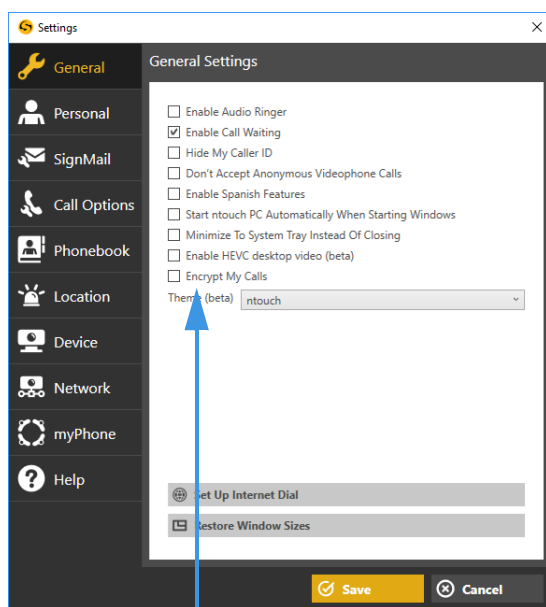 Settings
General
Personal
SignMail
Call Options
Phonebook
Location
Device
Network
myPhone
Help
General Settings
Enable Audio Ringer
Enable Call Waiting
Hide My Caller ID
Don't Accept Anonymous Videophone Calls
Enable Spanish Features
Start ntouch PC Automatically When Starting Windows
Minimize To System Tray Instead Of Closing
Enable HEVC desktop video (beta)
Encrypt My Calls
Theme (beta) ntouch
Set Up Internet Dial
Restore Window Sizes
Save
Cancel